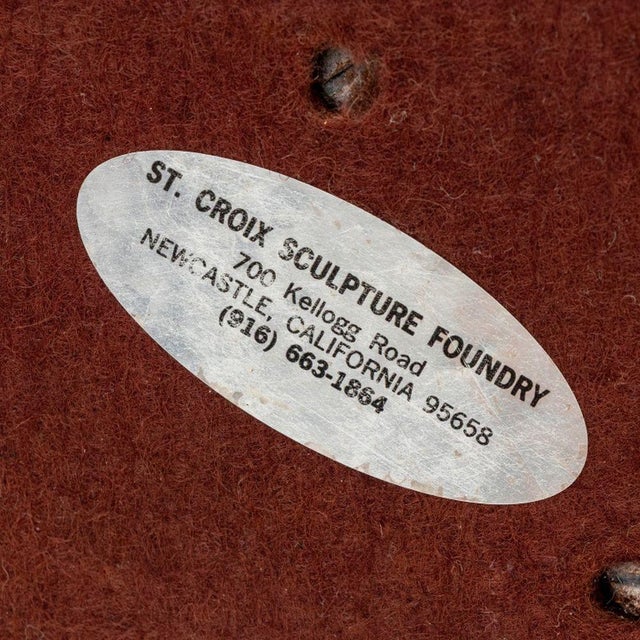 ST. CROIX SCULPTURE FOUNDRY
700 Kellogg Road
NEWCASTLE, CALIFORNIA 95658
(916) 663-1864